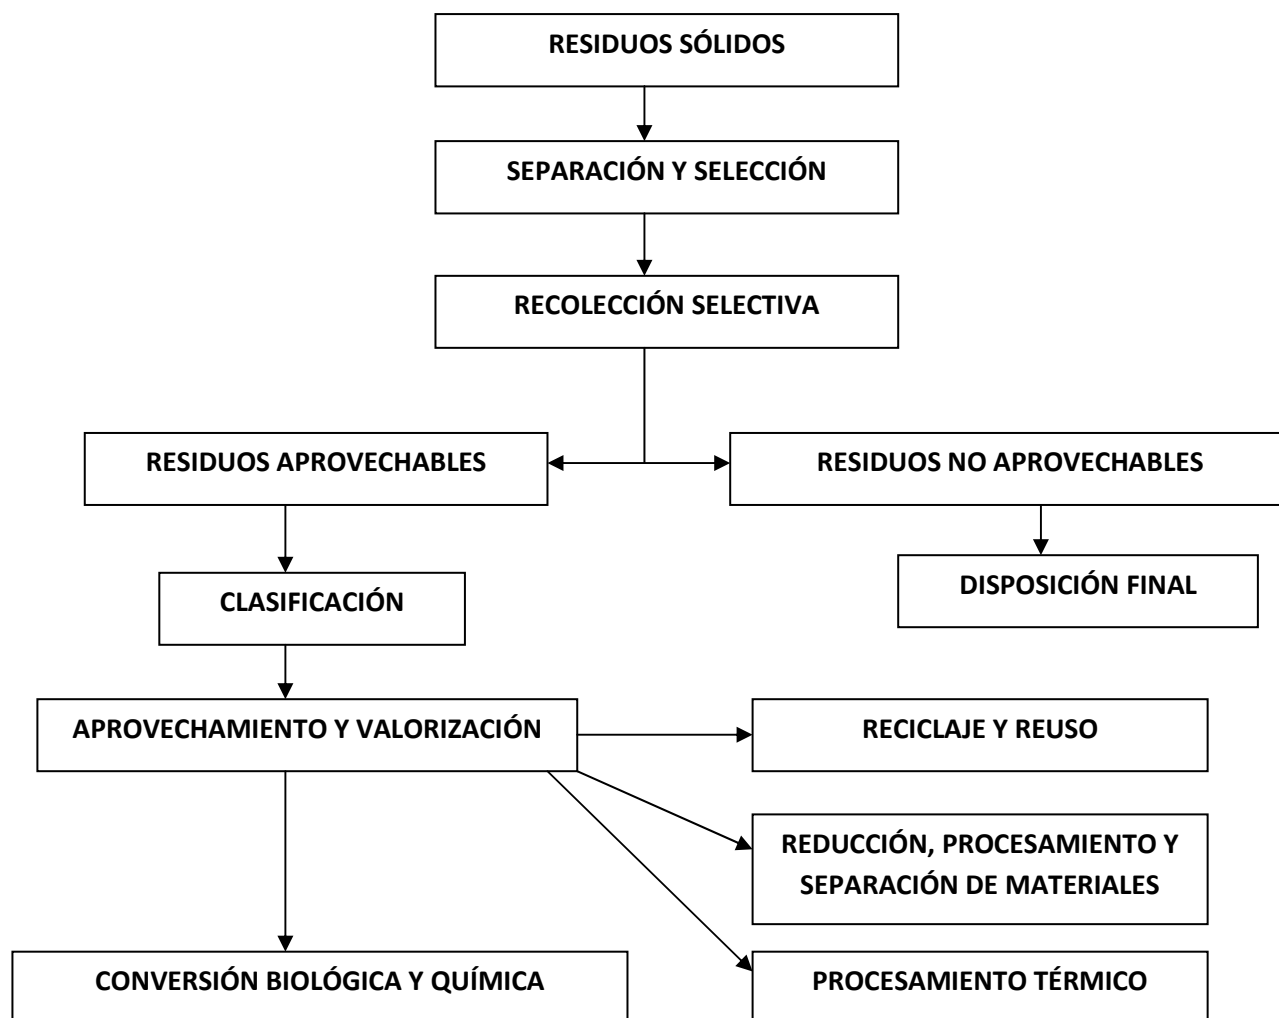 RESIDUOS SÓLIDOS
SEPARACIÓN Y SELECCIÓN
RECOLECCIÓN SELECTIVA
RESIDUOS APROVECHABLES
RESIDUOS NO APROVECHABLES
CLASIFICACIÓN
DISPOSICIÓN FINAL
APROVECHAMIENTO Y VALORIZACIÓN
RECICLAJE Y REUSO
REDUCCIÓN, PROCESAMIENTO Y
SEPARACIÓN DE MATERIALES
CONVERSIÓN BIOLÓGICA Y QUÍMICA
PROCESAMIENTO TÉRMICO